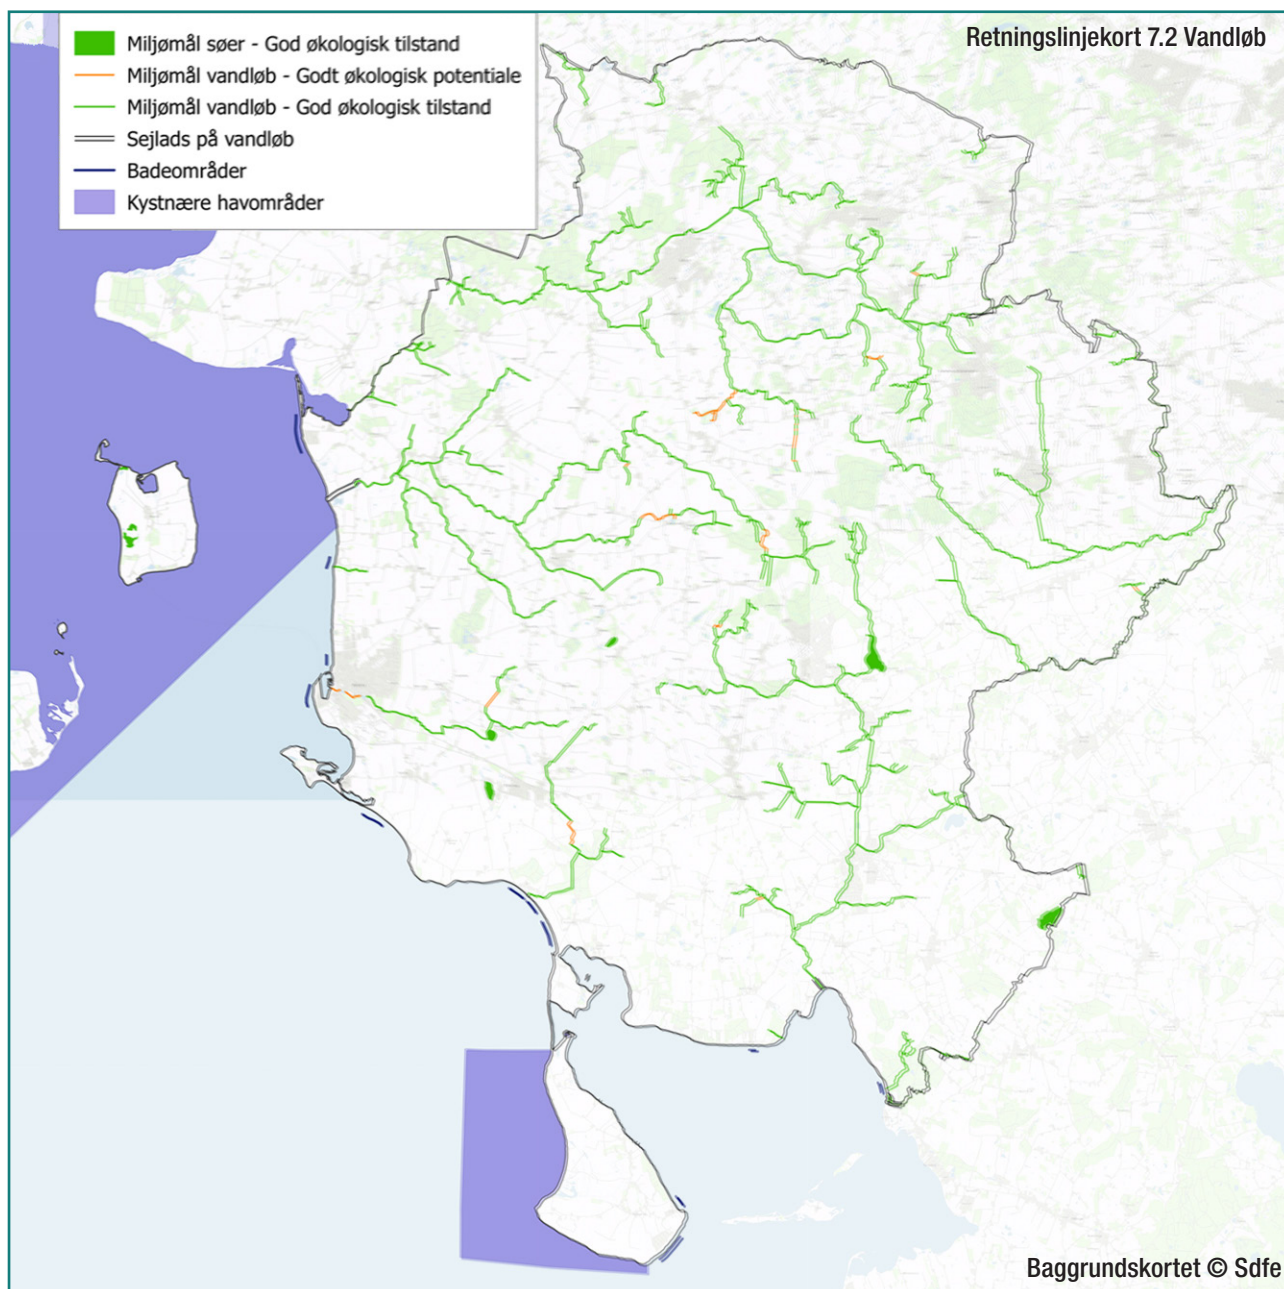 Retningslinjekort 7.2 Vandløb
Miljømål søer - God økologisk tilstand
Miljømål vandløb - Godt økologisk potentiale
Miljømål vandløb - God økologisk tilstand
Sejlads på vandløb
Badeområder
Kystnære havområder
Baggrundskortet © Sdfe